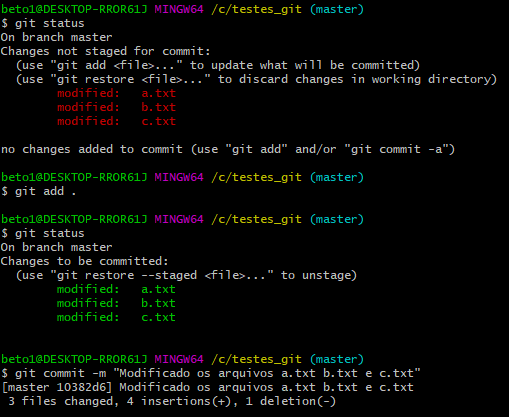 beto1@DESKTOP-RROR61J MINGW64 /c/testes_git (master)
$ git status
On branch master
Changes not staged for commit:
  (use "git add <file>..." to update what will be committed)
  (use "git restore <file>..." to discard changes in working directory)
        modified:   a.txt
        modified:   b.txt
        modified:   c.txt

no changes added to commit (use "git add" and/or "git commit -a")

beto1@DESKTOP-RROR61J MINGW64 /c/testes_git (master)
$ git add .

beto1@DESKTOP-RROR61J MINGW64 /c/testes_git (master)
$ git status
On branch master
Changes to be committed:
  (use "git restore --staged <file>..." to unstage)
        modified:   a.txt
        modified:   b.txt
        modified:   c.txt


beto1@DESKTOP-RROR61J MINGW64 /c/testes_git (master)
$ git commit -m "Modificado os arquivos a.txt b.txt e c.txt"
[master 10382d6] Modificado os arquivos a.txt b.txt e c.txt
 3 files changed, 4 insertions(+), 1 deletion(-)